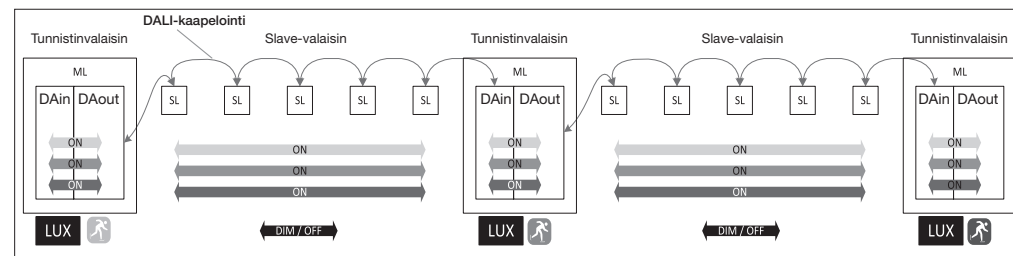 DALI-kaapelointi
Tunnistinvalaisin Slave-valaisin Tunnistinvalaisin Slave-valaisin Tunnistinvalaisin
ML ML ML
DAin DAout SL SL SL SL SL DAin DAout SL SL SL SL SL DAin DAout
ON ON ON ON ON
ON ON ON ON ON
ON ON ON ON ON
LUX DIM / OFF LUX DIM / OFF LUX